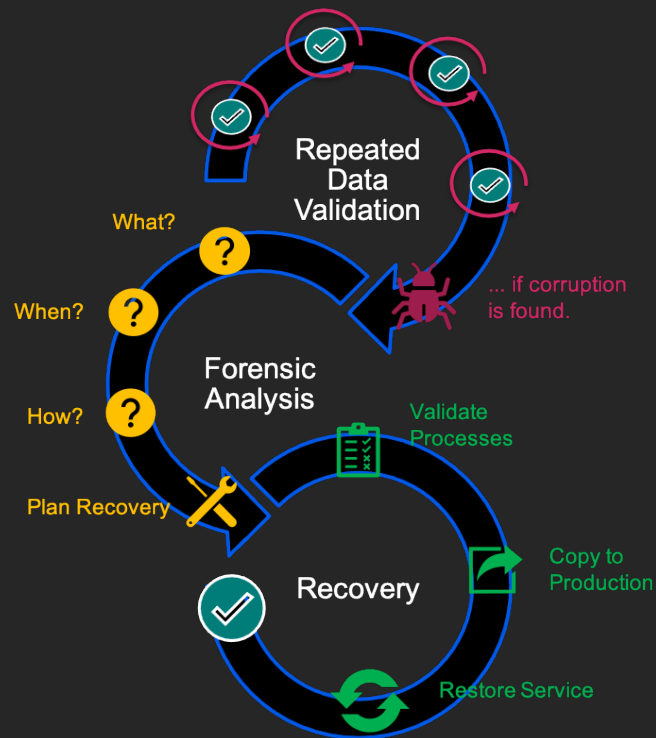 Repeated
Data
Validation
... if corruption
is found.
What?
When?
How?
Plan Recovery
Forensic
Analysis
Validate
Processes
Copy to
Production
Restore Service
Recovery